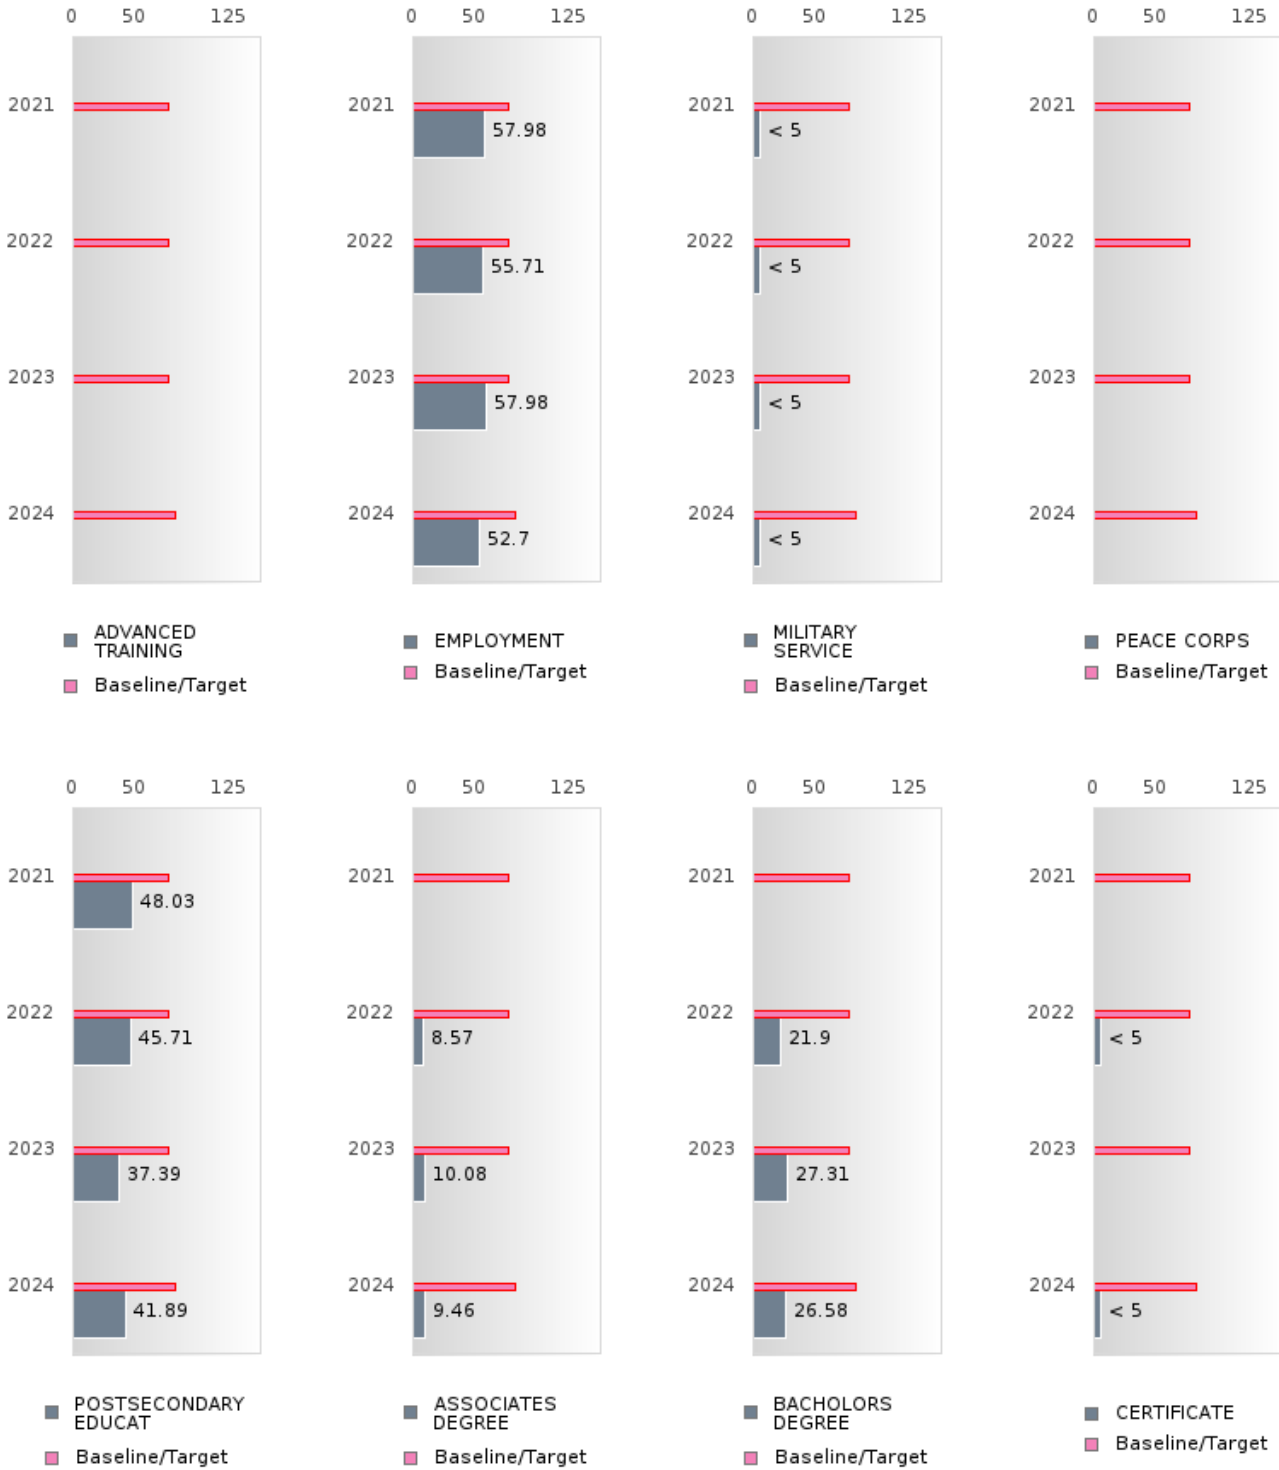 0 50 125 0 50 125 0 50 125 0 50 125
2021 2021 2021 2021
57.98 < 5
2022 2022 2022 2022
55.71 < 5
2023 2023 2023 2023
57.98 < 5
2024 2024 2024 2024
52.7 < 5
ADVANCED
TRAINING
Baseline/Target
EMPLOYMENT
Baseline/Target
MILITARY
SERVICE
Baseline/Target
PEACE CORPS
Baseline/Target
0 50 125 0 50 125 0 50 125 0 50 125
2021 2021 2021 2021
48.03
2022 2022 2022 2022
45.71 8.57 21.9 < 5
2023 2023 2023 2023
37.39 10.08 27.31
2024 2024 2024 2024
41.89 9.46 26.58 < 5
POSTSECONDARY
EDUCAT
Baseline/Target
ASSOCIATES
DEGREE
Baseline/Target
BACHOLORS
DEGREE
Baseline/Target
CERTIFICATE
Baseline/Target